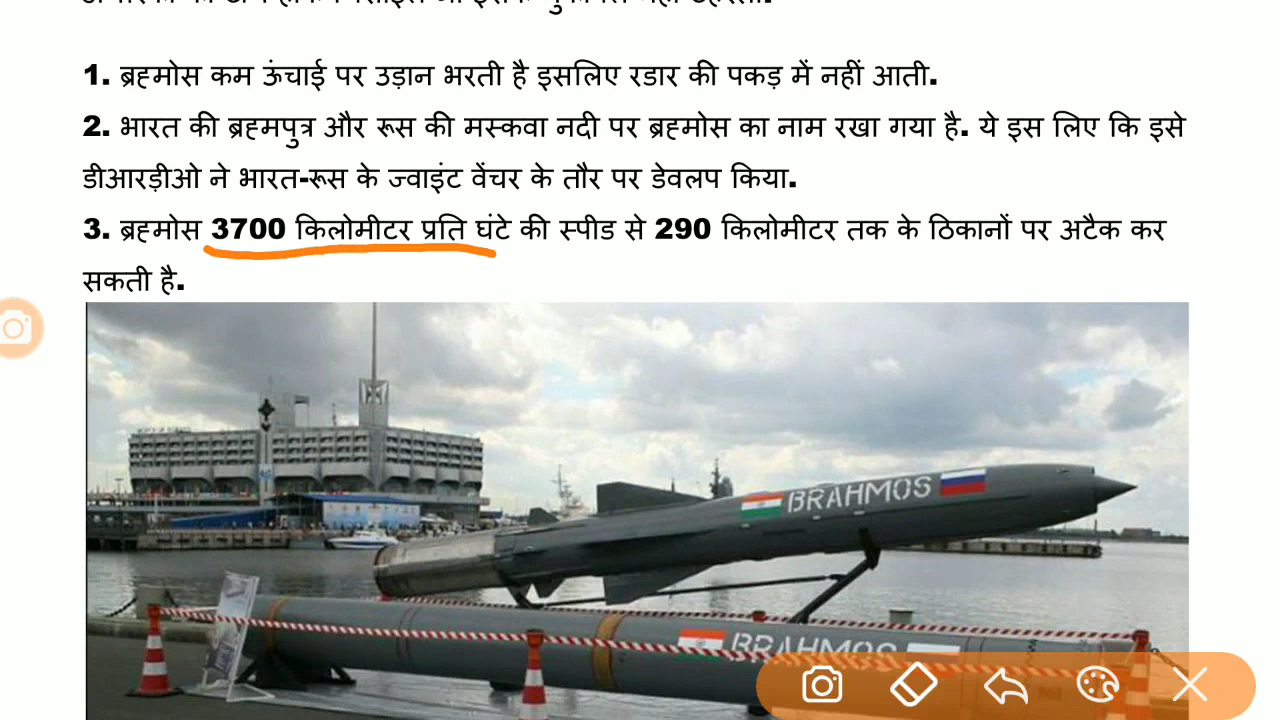 1. ब्रह्मोस कम ऊंचाई पर उड़ान भरती है इसलिए रडार की पकड़ में नहीं आती.
2. भारत की ब्रह्मपुत्र और रूस की मस्कवा नदी पर ब्रह्मोस का नाम रखा गया है. ये इस लिए कि इसे
डीआरड़ीओ ने भारत-रूस के ज्वाइंट वेंचर के तौर पर डेवलप किया.
3. ब्रह्मोस 3700 किलोमीटर प्रति घंटे की स्पीड से 290 किलोमीटर तक के ठिकानों पर अटैक कर
सकती है.
BRAHMOS
BRAHMOS